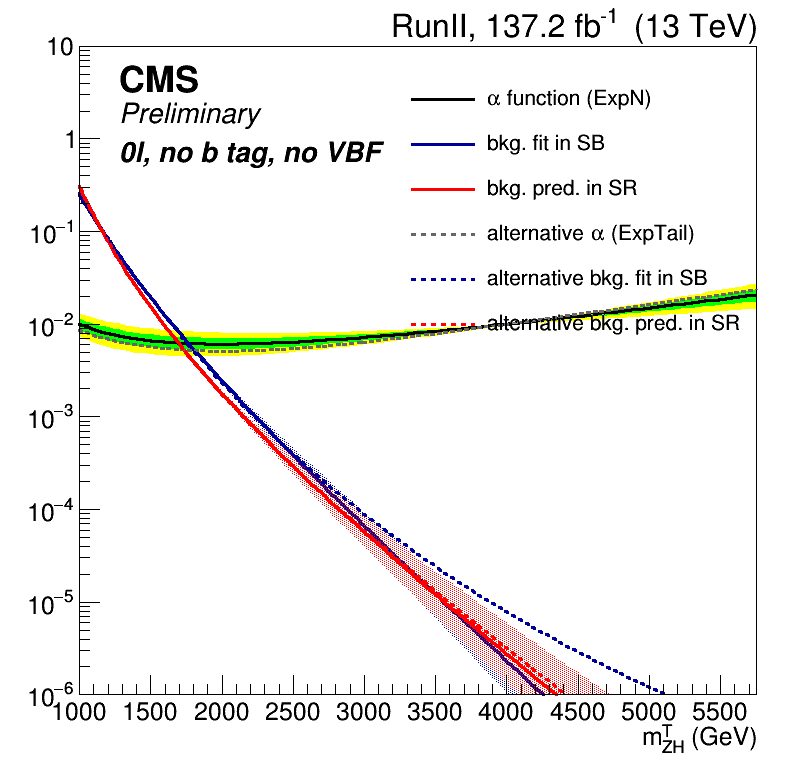 RunII, 137.2 fb⁻¹ (13 TeV)
10
CMS
Preliminary
0l, no b tag, no VBF
α function (ExpN)
bkg. fit in SB
bkg. pred. in SR
alternative α (ExpTail)
alternative bkg. fit in SB
alternative bkg. pred. in SR
1
10⁻¹
10⁻²
10⁻³
10⁻⁴
10⁻⁵
10⁻⁶
1000 1500 2000 2500 3000 3500 4000 4500 5000 5500
m_ZH^T (GeV)